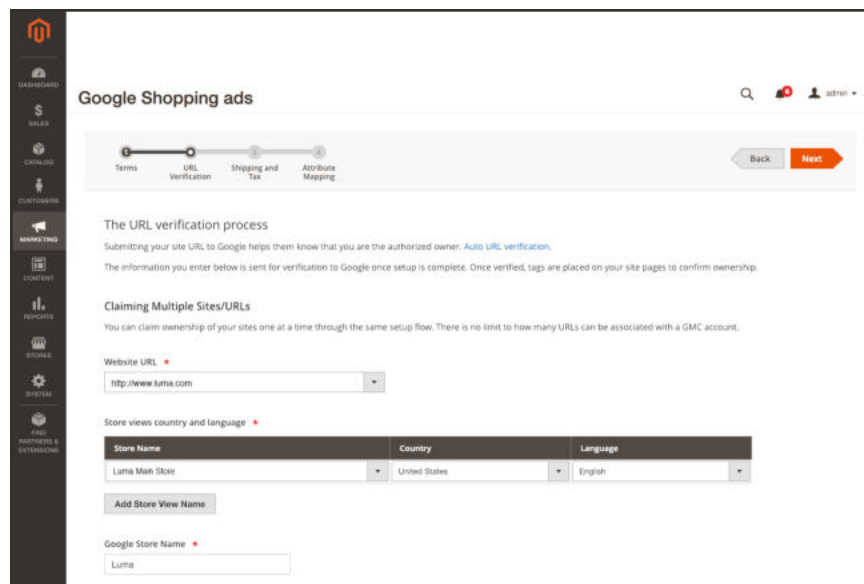 Google Shopping ads
admin
DASHBOARD
SALES
CATALOG
CUSTOMERS
MARKETING
CONTENT
REPORTS
STORES
SYSTEM
FIND
PARTNERS &
EXTENSIONS
1
2
3
4
Terms
URL
Verification
Shipping and
Tax
Attribute
Mapping
Back
Next
The URL verification process
Submitting your site URL to Google helps them know that you are the authorized owner. Auto URL verification.
The information you enter below is sent for verification to Google once setup is complete. Once verified, tags are placed on your site pages to confirm ownership.
Claiming Multiple Sites/URLs
You can claim ownership of your sites one at a time through the same setup flow. There is no limit to how many URLs can be associated with a GMC account.
Website URL *
http://www.luma.com
Store views country and language *
Store Name Country Language
Luma Main Store United States English
Add Store View Name
Google Store Name *
Luma